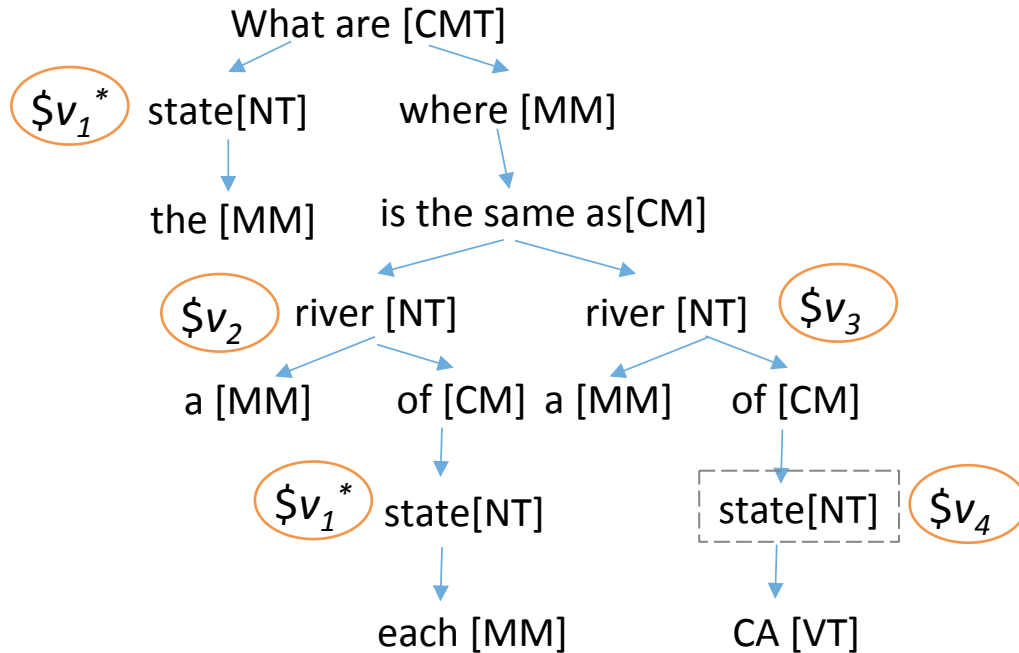 What are [CMT]
$v1* state[NT] where [MM]
the [MM] is the same as[CM]
$v2 river [NT] river [NT] $v3
a [MM] of [CM] a [MM] of [CM]
$v1* state[NT] state[NT] $v4
each [MM] CA [VT]